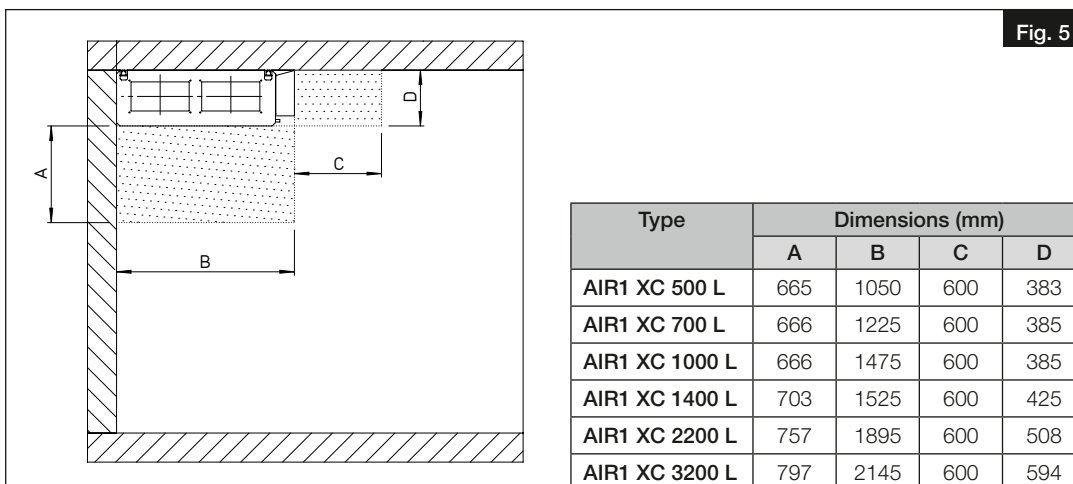 Fig. 5
D
A
C
B
Type Dimensions (mm)
A B C D
AIR1 XC 500 L 665 1050 600 383
AIR1 XC 700 L 666 1225 600 385
AIR1 XC 1000 L 666 1475 600 385
AIR1 XC 1400 L 703 1525 600 425
AIR1 XC 2200 L 757 1895 600 508
AIR1 XC 3200 L 797 2145 600 594